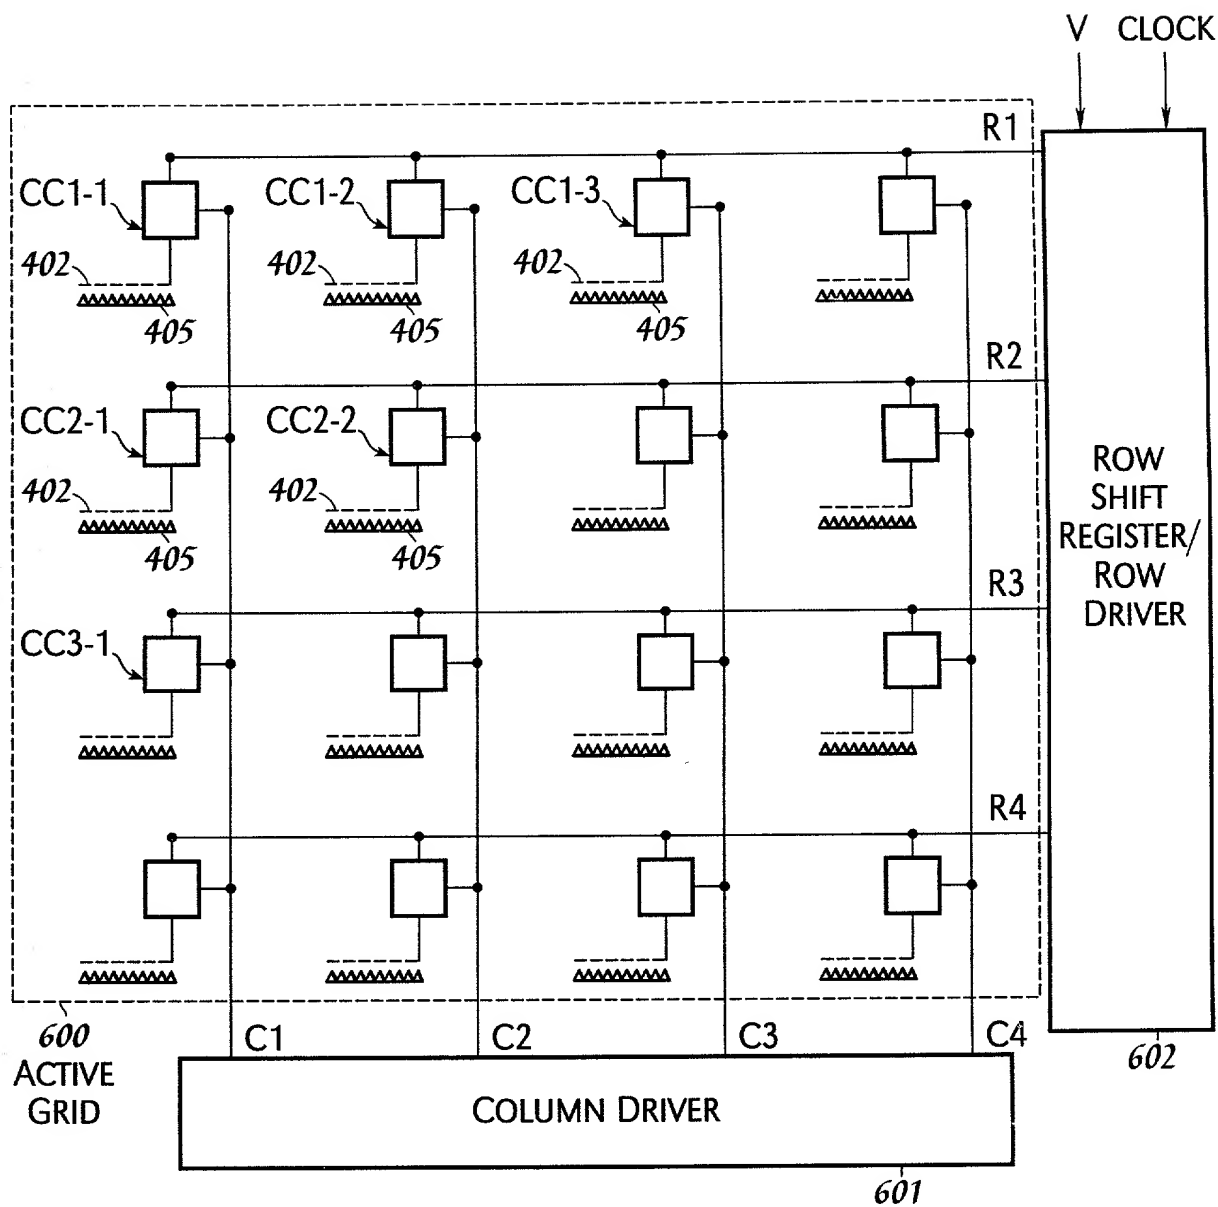 V CLOCK
R1
CC1-1 CC1-2 CC1-3
402 402 402
405 405 405
R2
CC2-1 CC2-2
402 402
405 405
R3
CC3-1
R4
ROW
SHIFT
REGISTER/
ROW
DRIVER
600
ACTIVE
GRID
C1 C2 C3 C4
602
COLUMN DRIVER
601